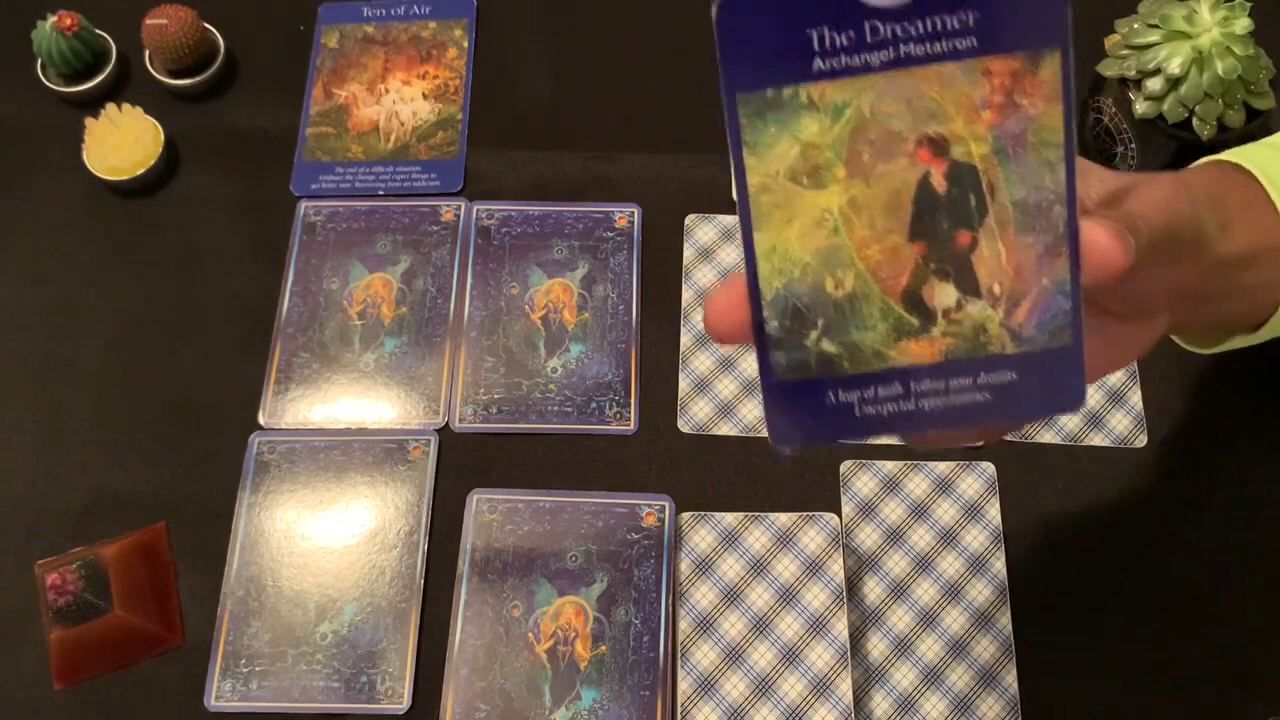 Ten of Air
The end of a difficult situation.
Embrace the change, and expect things to
get better now. Recovering from an addiction.
The Dreamer
Archangel Metatron
A leap of faith. Follow your dreams.
Unexpected opportunities.